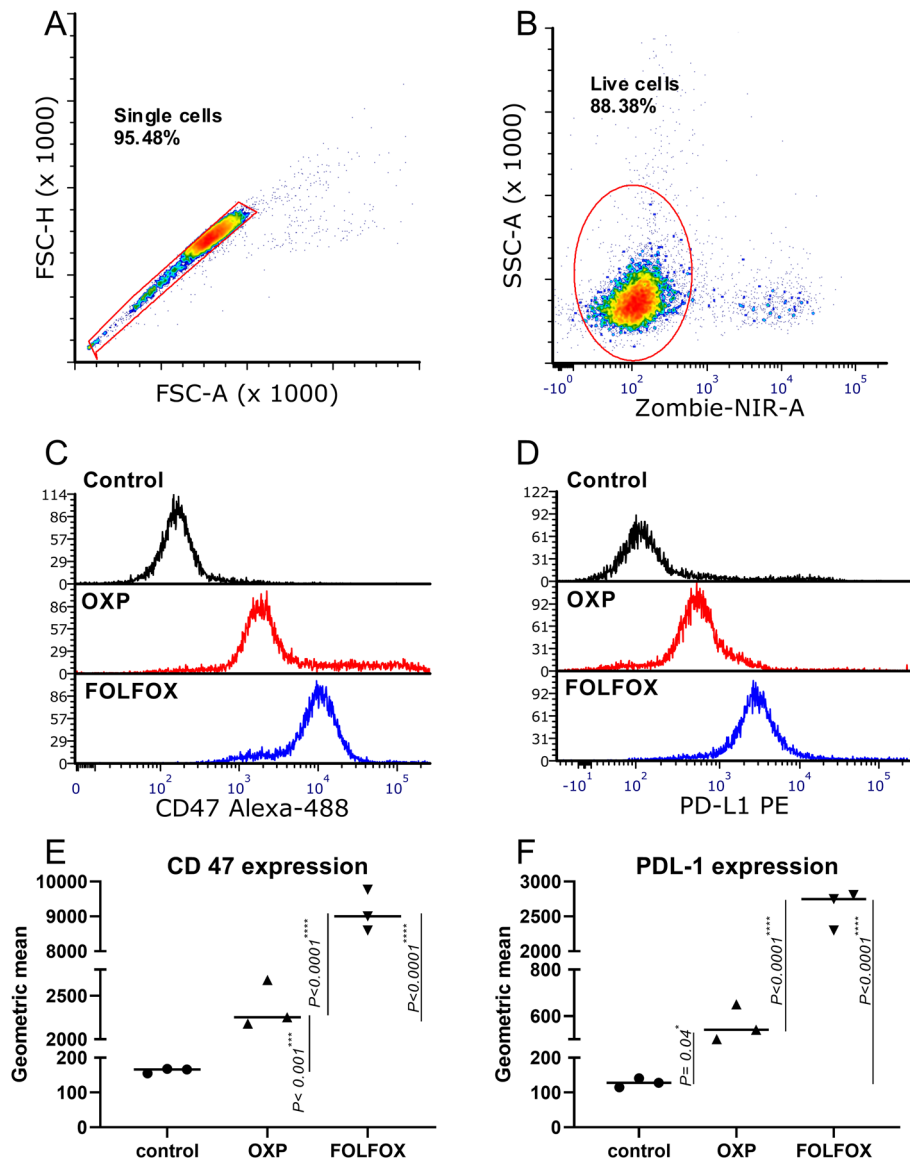 A
Single cells
95.48%
FSC-H (x 1000)
FSC-A (x 1000)
B
Live cells
88.38%
SSC-A (x 1000)
-10⁰ 10² 10³ 10⁴ 10⁵
Zombie-NIR-A
C
Control
114
86
57
29
0
OXP
86
57
29
0
FOLFOX
86
57
29
0
0 10² 10³ 10⁴ 10⁵
CD47 Alexa-488
D
Control
122
92
61
31
0
OXP
92
61
31
0
FOLFOX
92
61
31
0
-10¹ 10² 10³ 10⁴ 10⁵
PD-L1 PE
E
CD 47 expression
Geometric mean
10000
9000
8000
2500
2000
200
100
0
P< 0.001 ***
P<0.0001 ****
P<0.0001 ****
control OXP FOLFOX
F
PDL-1 expression
Geometric mean
3000
2500
2000
800
600
200
100
0
P= 0.04 *
P<0.0001 ****
P<0.0001 ****
control OXP FOLFOX